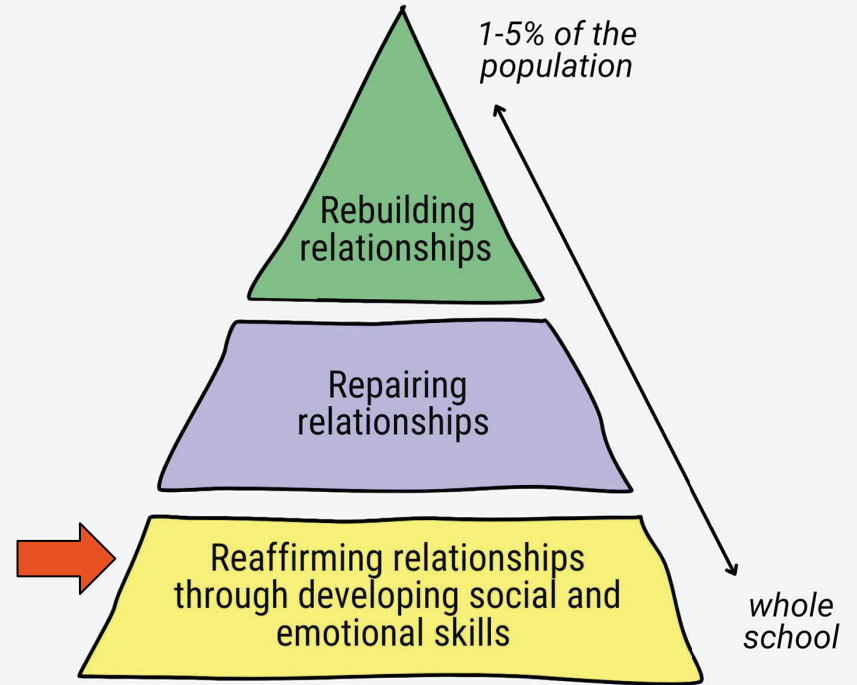 1-5% of the
population
Rebuilding
relationships
Repairing
relationships
Reaffirming relationships
through developing social and
emotional skills
whole
school